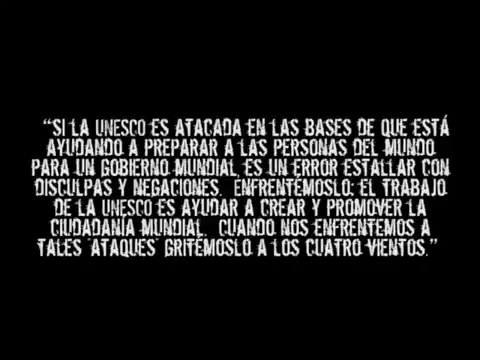 “SI LA UNESCO ES ATACADA EN LAS BASES DE QUE ESTÁ
AYUDANDO A PREPARAR A LAS PERSONAS DEL MUNDO
PARA UN GOBIERNO MUNDIAL, ES UN ERROR ESTALLAR CON
DISCULPAS Y NEGACIONES. ENFRENTÉMOSLO: EL TRABAJO
DE LA UNESCO ES AYUDAR A CREAR Y PROMOVER LA
CIUDADANÍA MUNDIAL. CUANDO NOS ENFRENTEMOS A
TALES ‘ATAQUES’ GRITÉMOSLO A LOS CUATRO VIENTOS.”